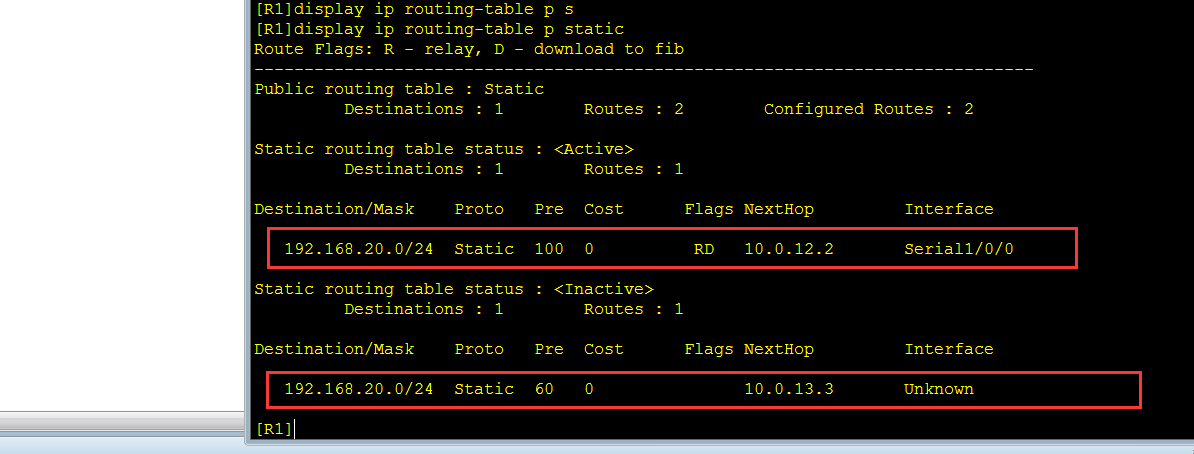 [R1]display ip routing-table p s
[R1]display ip routing-table p static
Route Flags: R - relay, D - download to fib
------------------------------------------------------------------------------
Public routing table : Static
Destinations : 1 Routes : 2 Configured Routes : 2
Static routing table status : <Active>
Destinations : 1 Routes : 1
Destination/Mask Proto Pre Cost Flags NextHop Interface
192.168.20.0/24 Static 100 0 RD 10.0.12.2 Serial1/0/0
Static routing table status : <Inactive>
Destinations : 1 Routes : 1
Destination/Mask Proto Pre Cost Flags NextHop Interface
192.168.20.0/24 Static 60 0 10.0.13.3 Unknown
[R1]